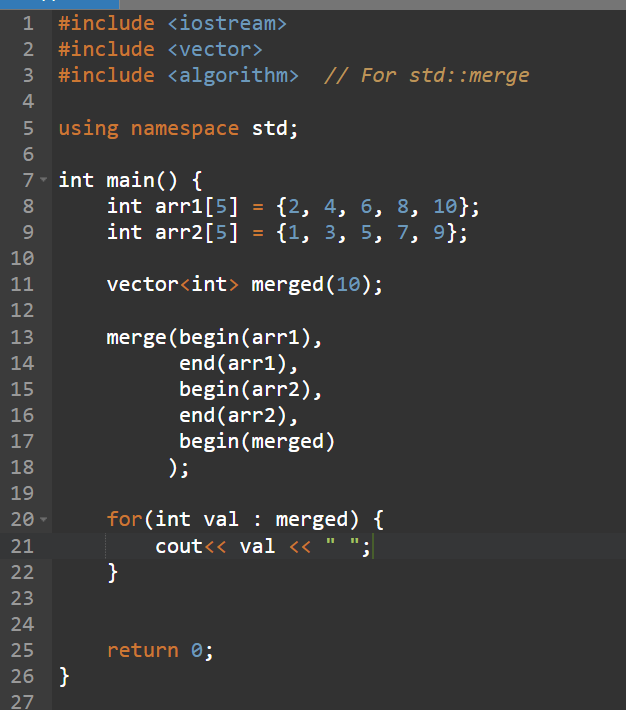 1 #include <iostream>
2 #include <vector>
3 #include <algorithm>  // For std::merge
4
5 using namespace std;
6
7 int main() {
8     int arr1[5] = {2, 4, 6, 8, 10};
9     int arr2[5] = {1, 3, 5, 7, 9};
10
11     vector<int> merged(10);
12
13     merge(begin(arr1),
14           end(arr1),
15           begin(arr2),
16           end(arr2),
17           begin(merged)
18          );
19
20     for(int val : merged) {
21         cout<< val << " ";
22     }
23
24
25     return 0;
26 }
27